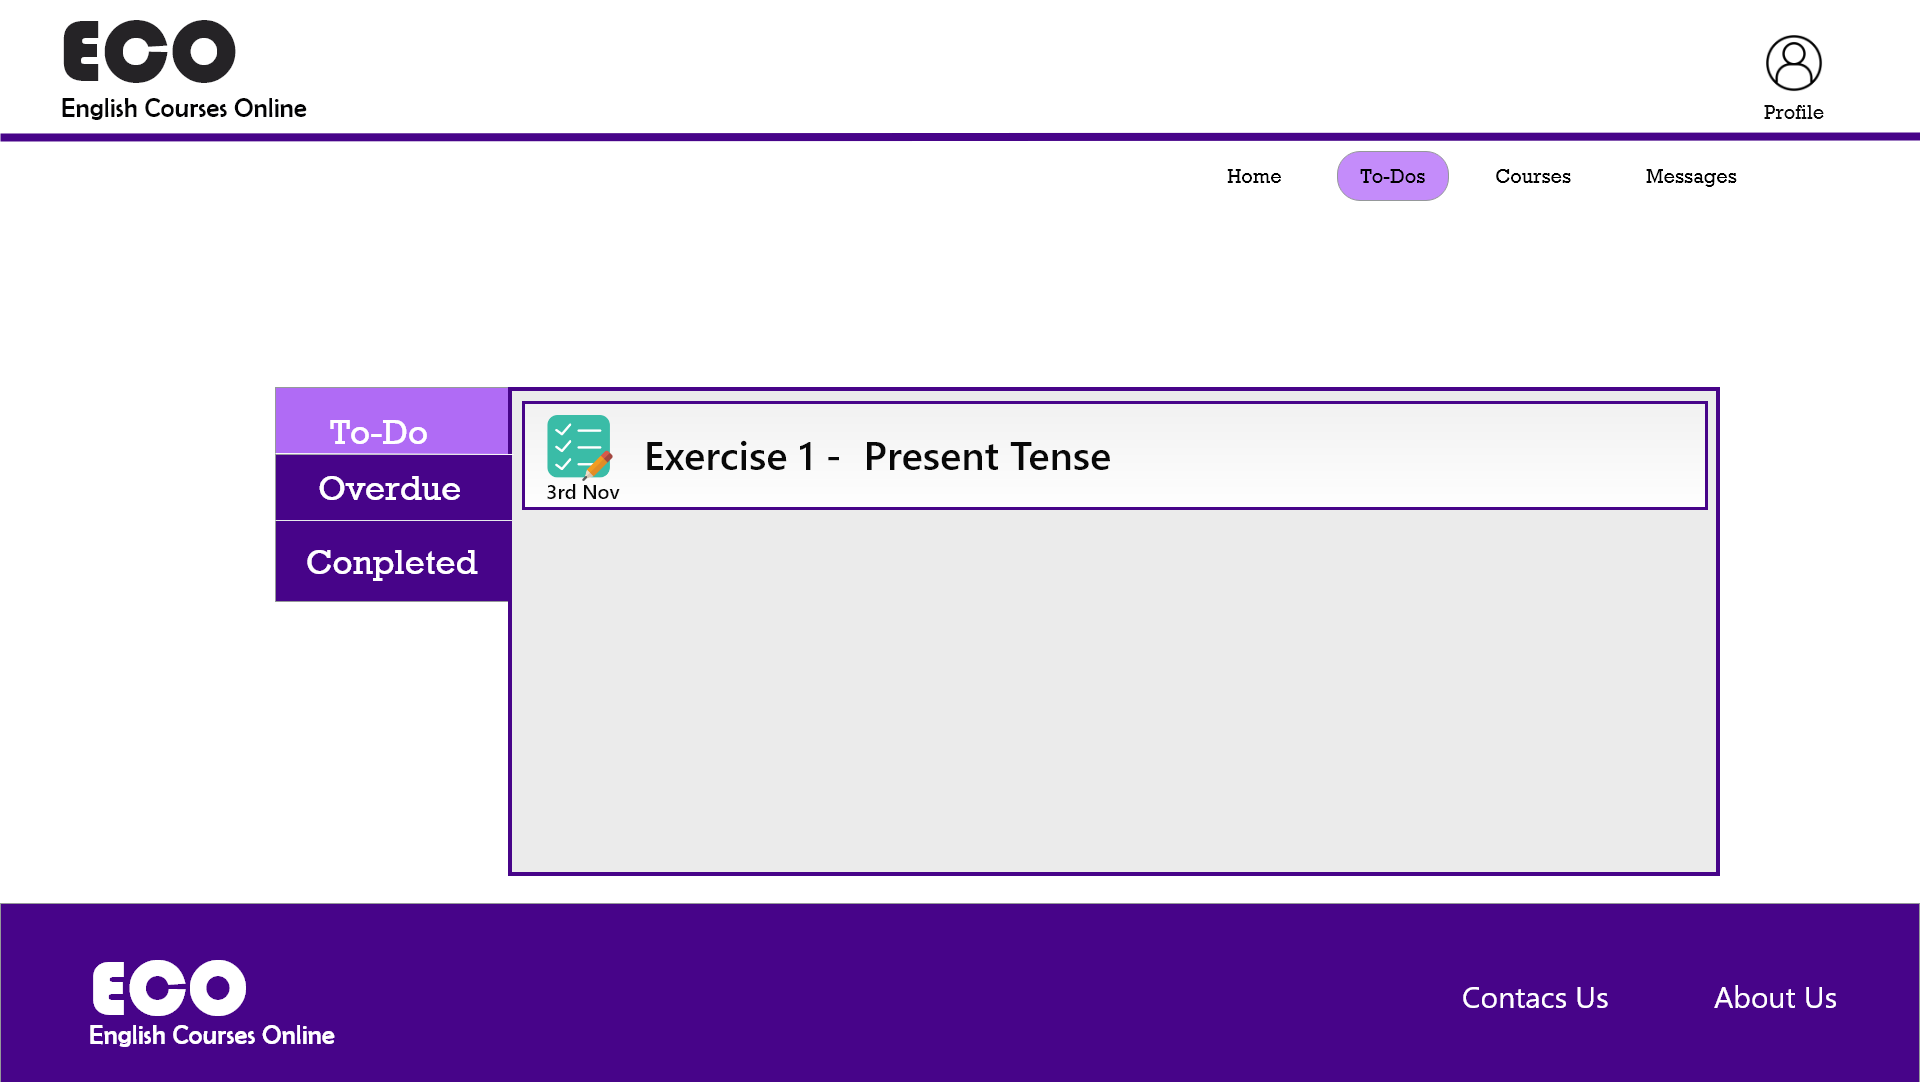 ECO
English Courses Online
Profile
Home To-Dos Courses Messages
To-Do
Overdue
Conpleted
Exercise 1 - Present Tense
3rd Nov
ECO
English Courses Online
Contacs Us About Us